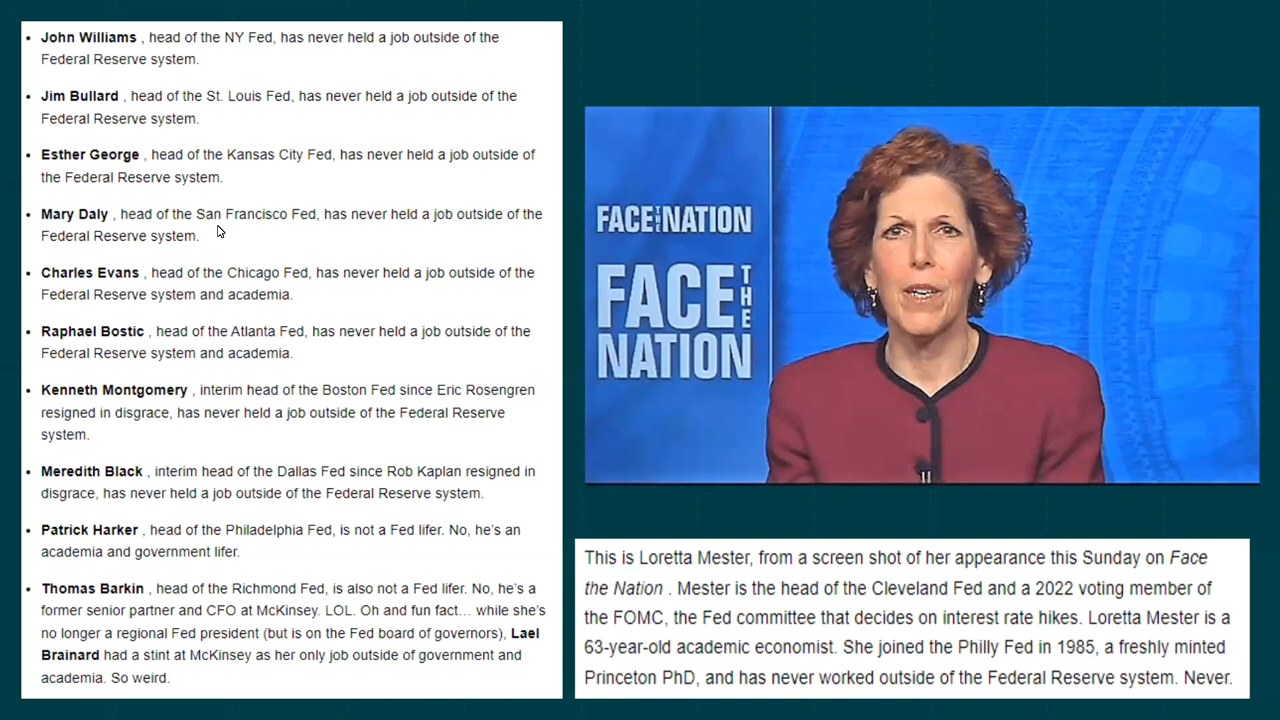 • John Williams , head of the NY Fed, has never held a job outside of the
Federal Reserve system.
• Jim Bullard , head of the St. Louis Fed, has never held a job outside of the
Federal Reserve system.
• Esther George , head of the Kansas City Fed, has never held a job outside of
the Federal Reserve system.
• Mary Daly , head of the San Francisco Fed, has never held a job outside of the
Federal Reserve system.
• Charles Evans , head of the Chicago Fed, has never held a job outside of the
Federal Reserve system and academia.
• Raphael Bostic , head of the Atlanta Fed, has never held a job outside of the
Federal Reserve system and academia.
• Kenneth Montgomery , interim head of the Boston Fed since Eric Rosengren
resigned in disgrace, has never held a job outside of the Federal Reserve
system.
• Meredith Black , interim head of the Dallas Fed since Rob Kaplan resigned in
disgrace, has never held a job outside of the Federal Reserve system.
• Patrick Harker , head of the Philadelphia Fed, is not a Fed lifer. No, he's an
academia and government lifer.
• Thomas Barkin , head of the Richmond Fed, is also not a Fed lifer. No, he's a
former senior partner and CFO at McKinsey. LOL. Oh and fun fact… while she's
no longer a regional Fed president (but is on the Fed board of governors), Lael
Brainard had a stint at McKinsey as her only job outside of government and
academia. So weird.
FACE THE NATION
FACE THE
NATION
This is Loretta Mester, from a screen shot of her appearance this Sunday on Face
the Nation . Mester is the head of the Cleveland Fed and a 2022 voting member of
the FOMC, the Fed committee that decides on interest rate hikes. Loretta Mester is a
63-year-old academic economist. She joined the Philly Fed in 1985, a freshly minted
Princeton PhD, and has never worked outside of the Federal Reserve system. Never.